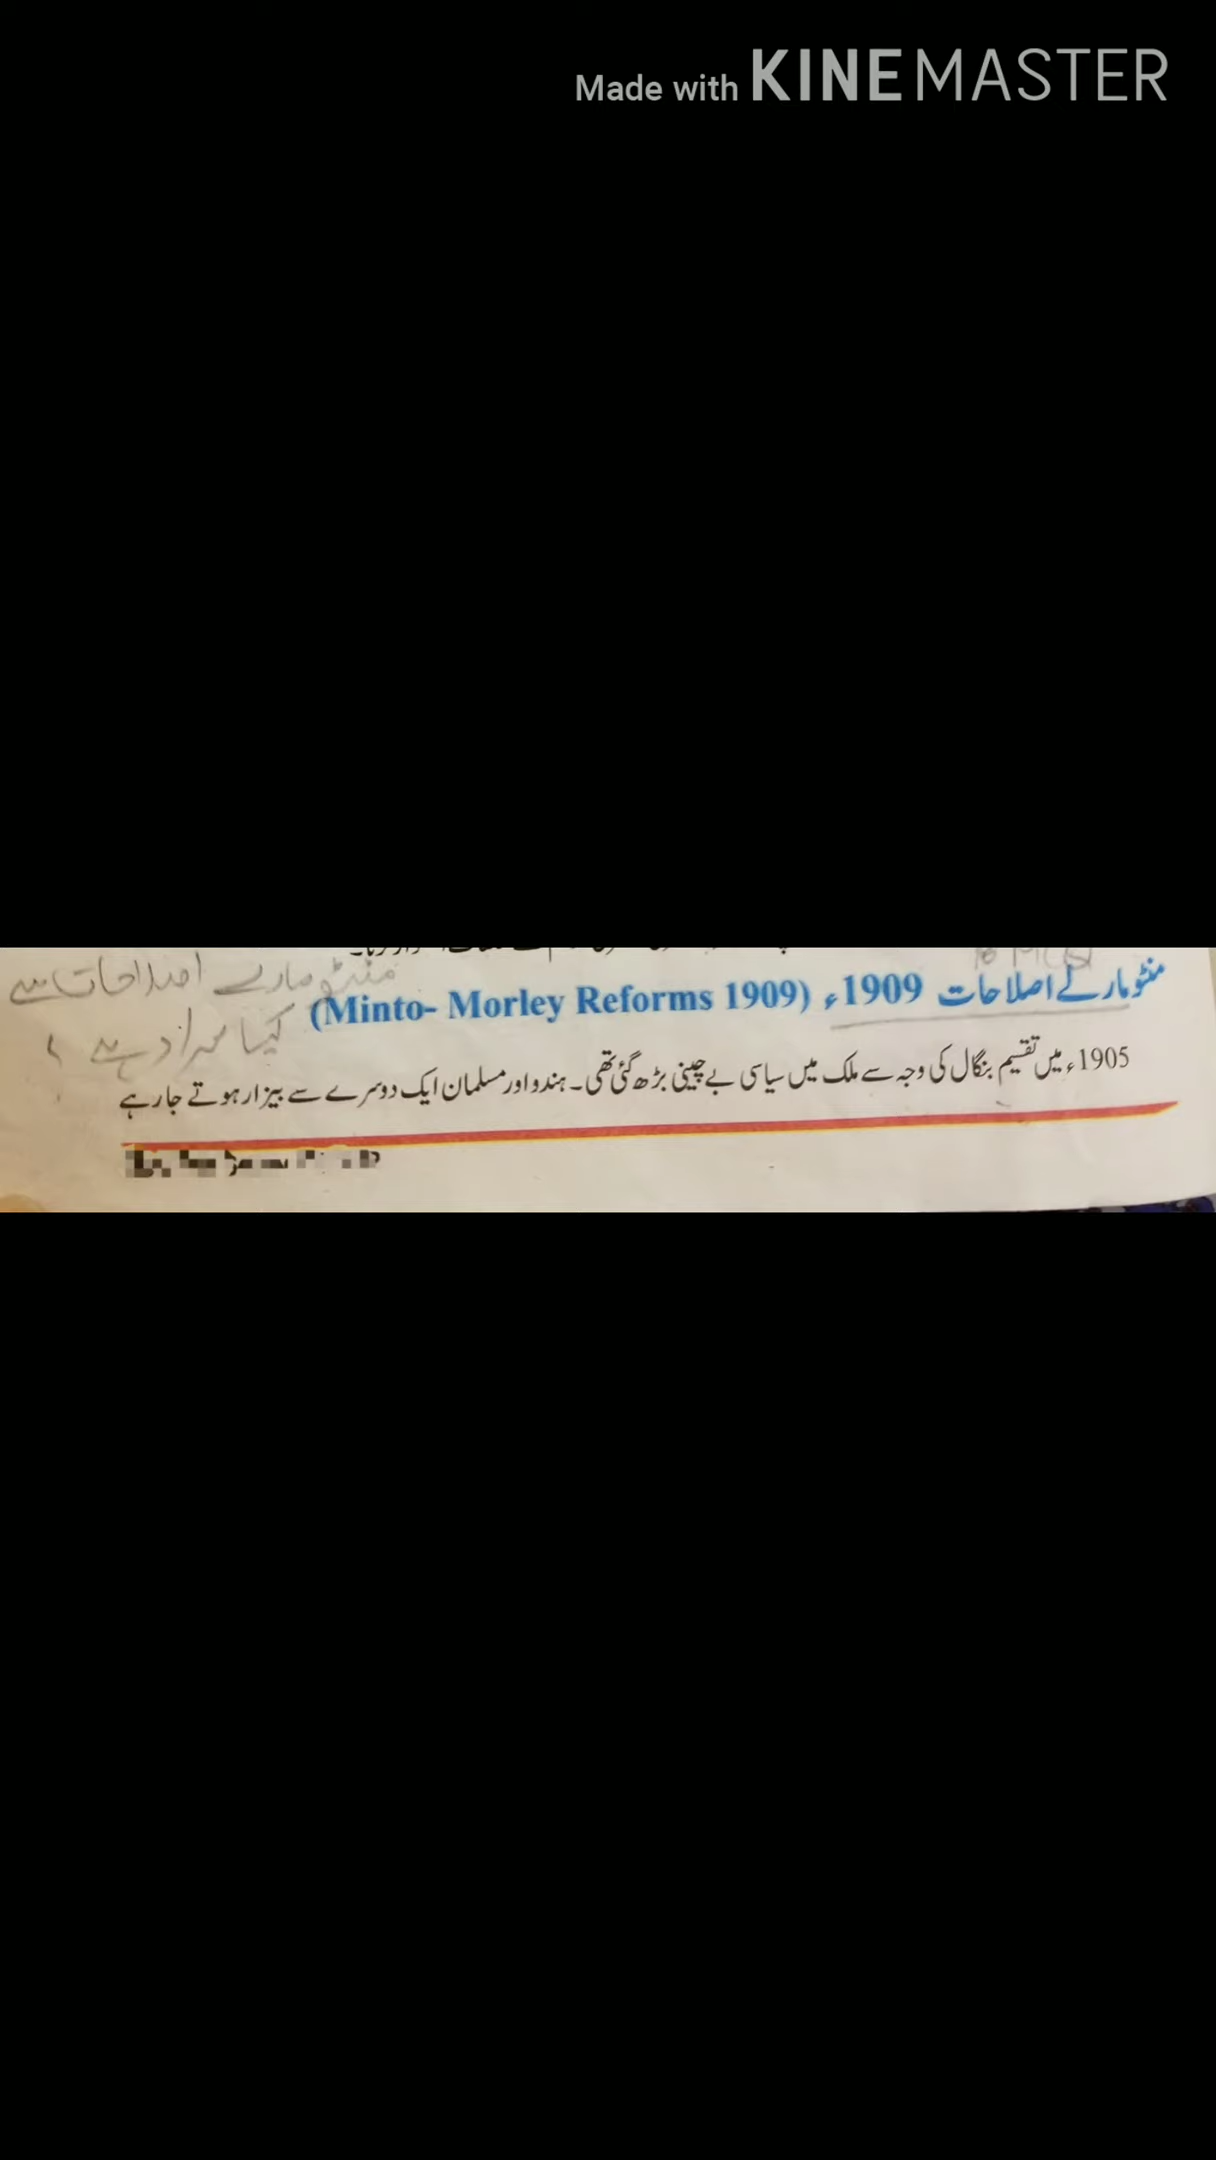 Made with KINEMASTER
منٹو مارلے اصلاحات سے
منٹومارلے اصلاحات 1909ء (Minto- Morley Reforms 1909)
کیا مراد ہے ؟
1905ء میں تقسیم بنگال کی وجہ سے ملک میں سیاسی بے چینی بڑھ گئی تھی۔ ہندو اور مسلمان ایک دوسرے سے بیزار ہوتے جا رہے